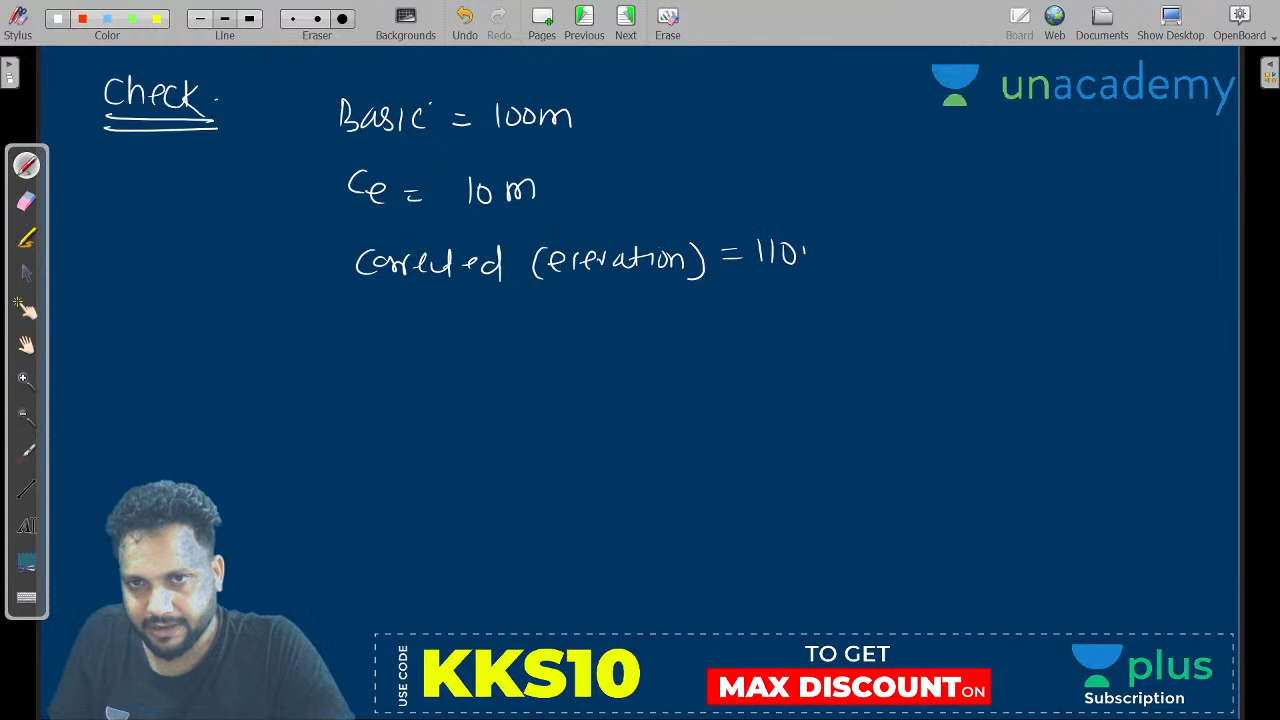 Stylus
Color
Line
Eraser
Backgrounds
Undo
Redo
Pages
Previous
Next
Erase
Board
Web
Documents
Show Desktop
OpenBoard
Check.
unacademy
Basic = 100m
Ce = 10 m
Corrected (elevation) = 110.
USE CODE
KKS10
TO GET
MAX DISCOUNT ON
plus
Subscription